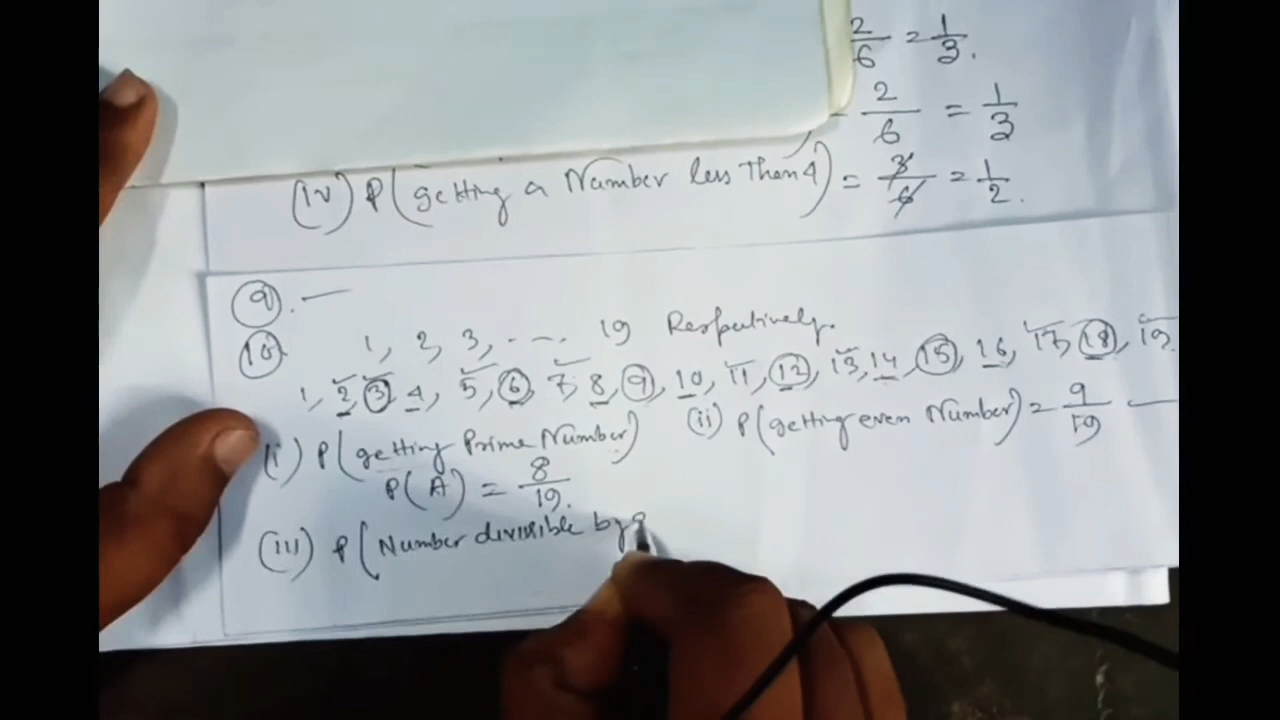 2/6 = 1/3.
2/6 = 1/3
(iv) P(getting a Number less Then 4) = 3/6 = 1/2.
9. —
10. 1, 2, 3, .... 19 Respectively.
1, 2, 3, 4, 5, 6, 7, 8, 9, 10, 11, 12, 13, 14, 15, 16, 17, 18, 19.
(i) P(getting Prime Number) (ii) P(getting even Number) = 9/19 —
P(A) = 8/19.
(iii) P(Number divisible by